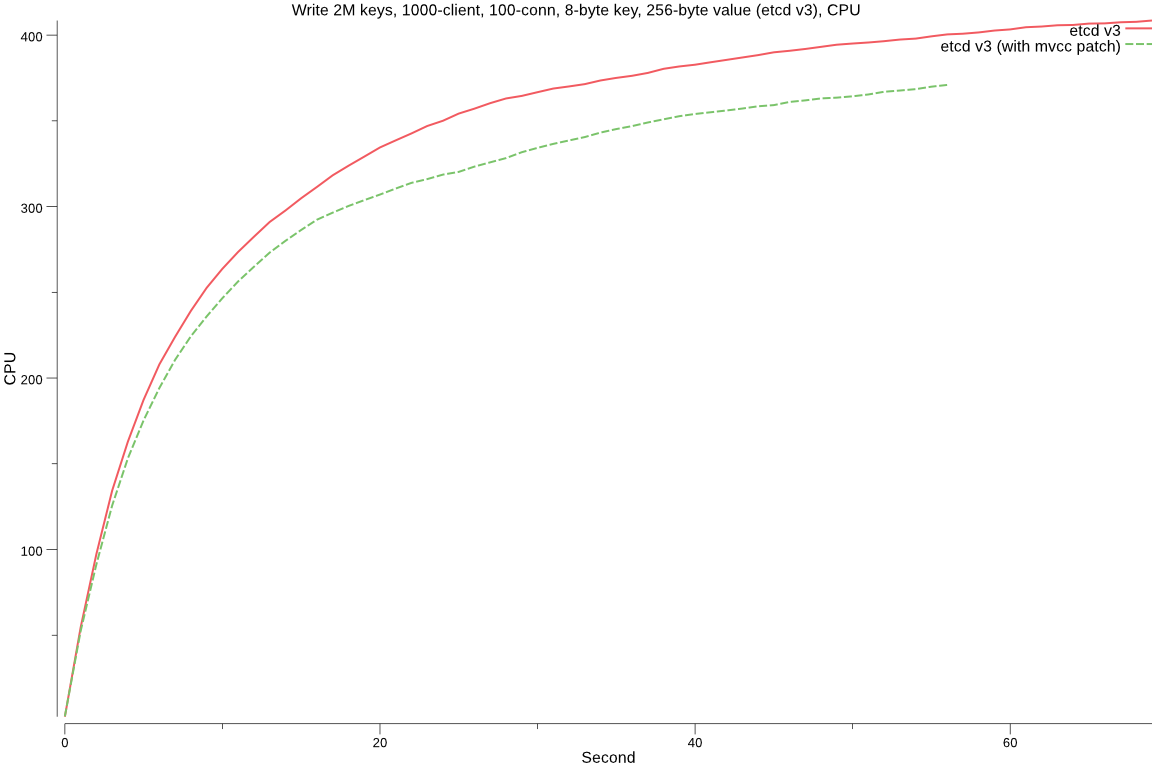 Write 2M keys, 1000-client, 100-conn, 8-byte key, 256-byte value (etcd v3), CPU
etcd v3
etcd v3 (with mvcc patch)
400
300
200
100
CPU
0
20
40
60
Second